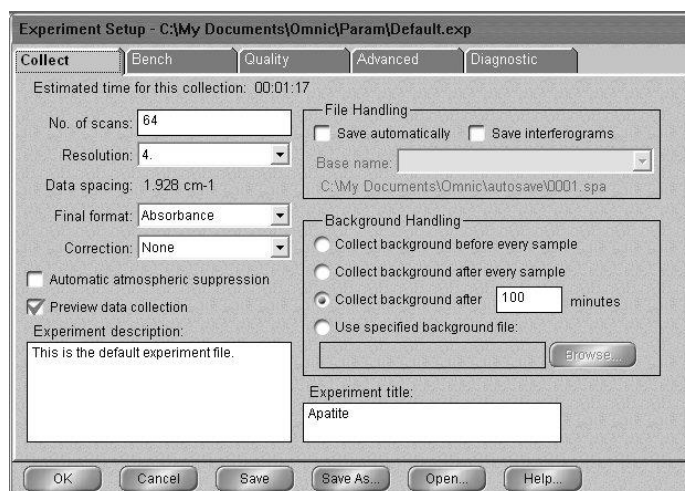 Experiment Setup - C:\My Documents\Omnic\Param\Default.exp
Collect Bench Quality Advanced Diagnostic
Estimated time for this collection: 00:01:17
No. of scans: 64
Resolution: 4.
Data spacing: 1.928 cm-1
Final format: Absorbance
Correction: None
Automatic atmospheric suppression
Preview data collection
Experiment description:
This is the default experiment file.
File Handling
Save automatically Save interferograms
Base name:
C:\My Documents\Omnic\autosave\0001.spa
Background Handling
Collect background before every sample
Collect background after every sample
Collect background after 100 minutes
Use specified background file:
Browse...
Experiment title:
Apatite
OK Cancel Save Save As... Open... Help...